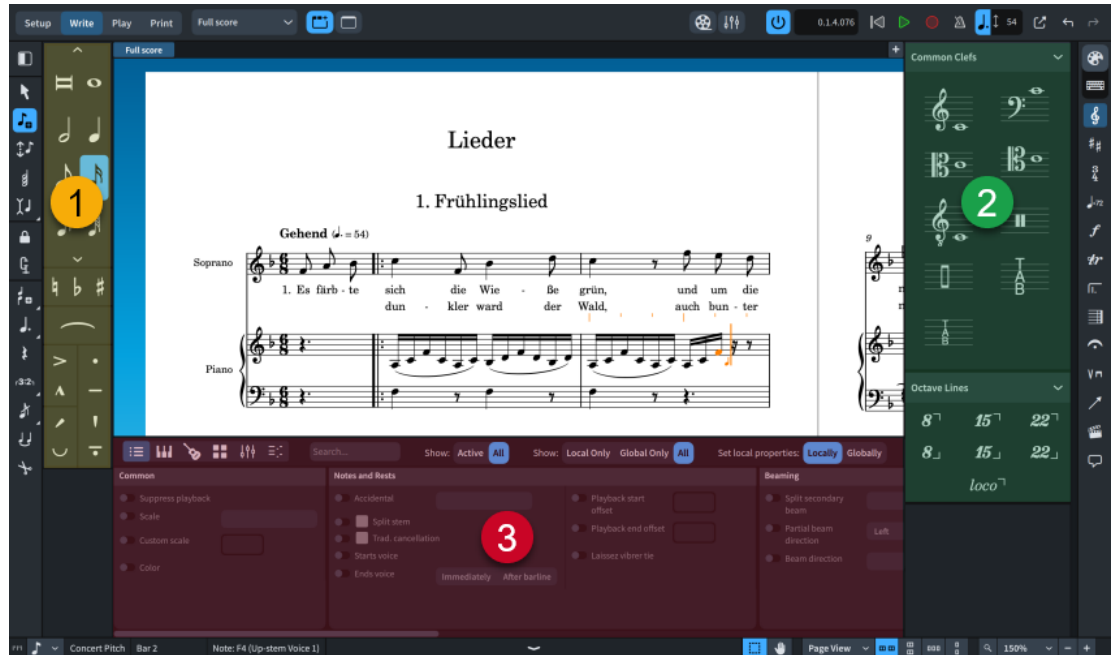 Setup Write Play Print Full score 0.1.4.076 54
Full score
Common Clefs
Lieder
1. Frühlingslied
Gehend (♩. = 54)
Soprano
1. Es färb - te sich die Wie - ße grün, und um die
dun - kler ward der Wald, auch bun - ter
Piano
9
1
2
3
Octave Lines
8 15 22
8 15 22
loco
Search... Show: Active All Show: Local Only Global Only All Set local properties: Locally Globally
Common
Suppress playback
Scale
Custom scale
Color
Notes and Rests
Accidental
Split stem
Trad. cancellation
Starts voice
Ends voice Immediately After barline
Playback start
offset
Playback end offset
Laissez vibrer tie
Beaming
Split secondary
beam
Partial beam
direction
Left
Beam direction
Concert Pitch Bar 2 Note: F4 (Up-stem Voice 1) Page View 150%